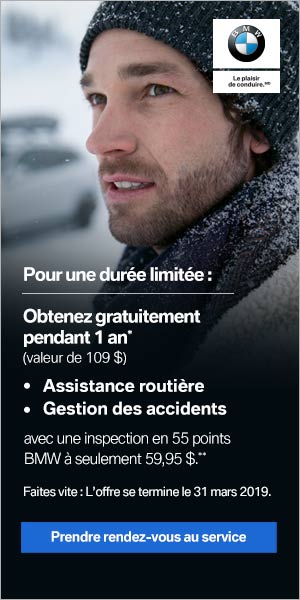 BMW
Le plaisir
de conduire.MD
Pour une durée limitée :
Obtenez gratuitement
pendant 1 an*
(valeur de 109 $)
• Assistance routière
• Gestion des accidents
avec une inspection en 55 points
BMW à seulement 59,95 $.**
Faites vite : L'offre se termine le 31 mars 2019.
Prendre rendez-vous au service